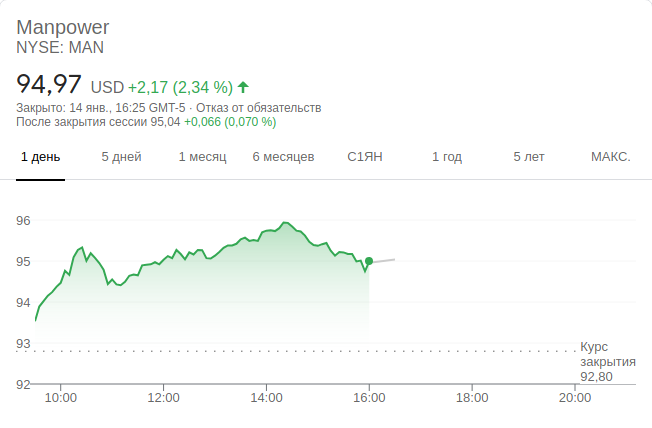 Manpower
NYSE: MAN
94,97 USD +2,17 (2,34 %)
Закрыто: 14 янв., 16:25 GMT-5 · Отказ от обязательств
После закрытия сессии 95,04 +0,066 (0,070 %)
1 день 5 дней 1 месяц 6 месяцев С1ЯН 1 год 5 лет МАКС.
96
95
94
93
Курс
закрытия
92,80
92
10:00 12:00 14:00 16:00 18:00 20:00